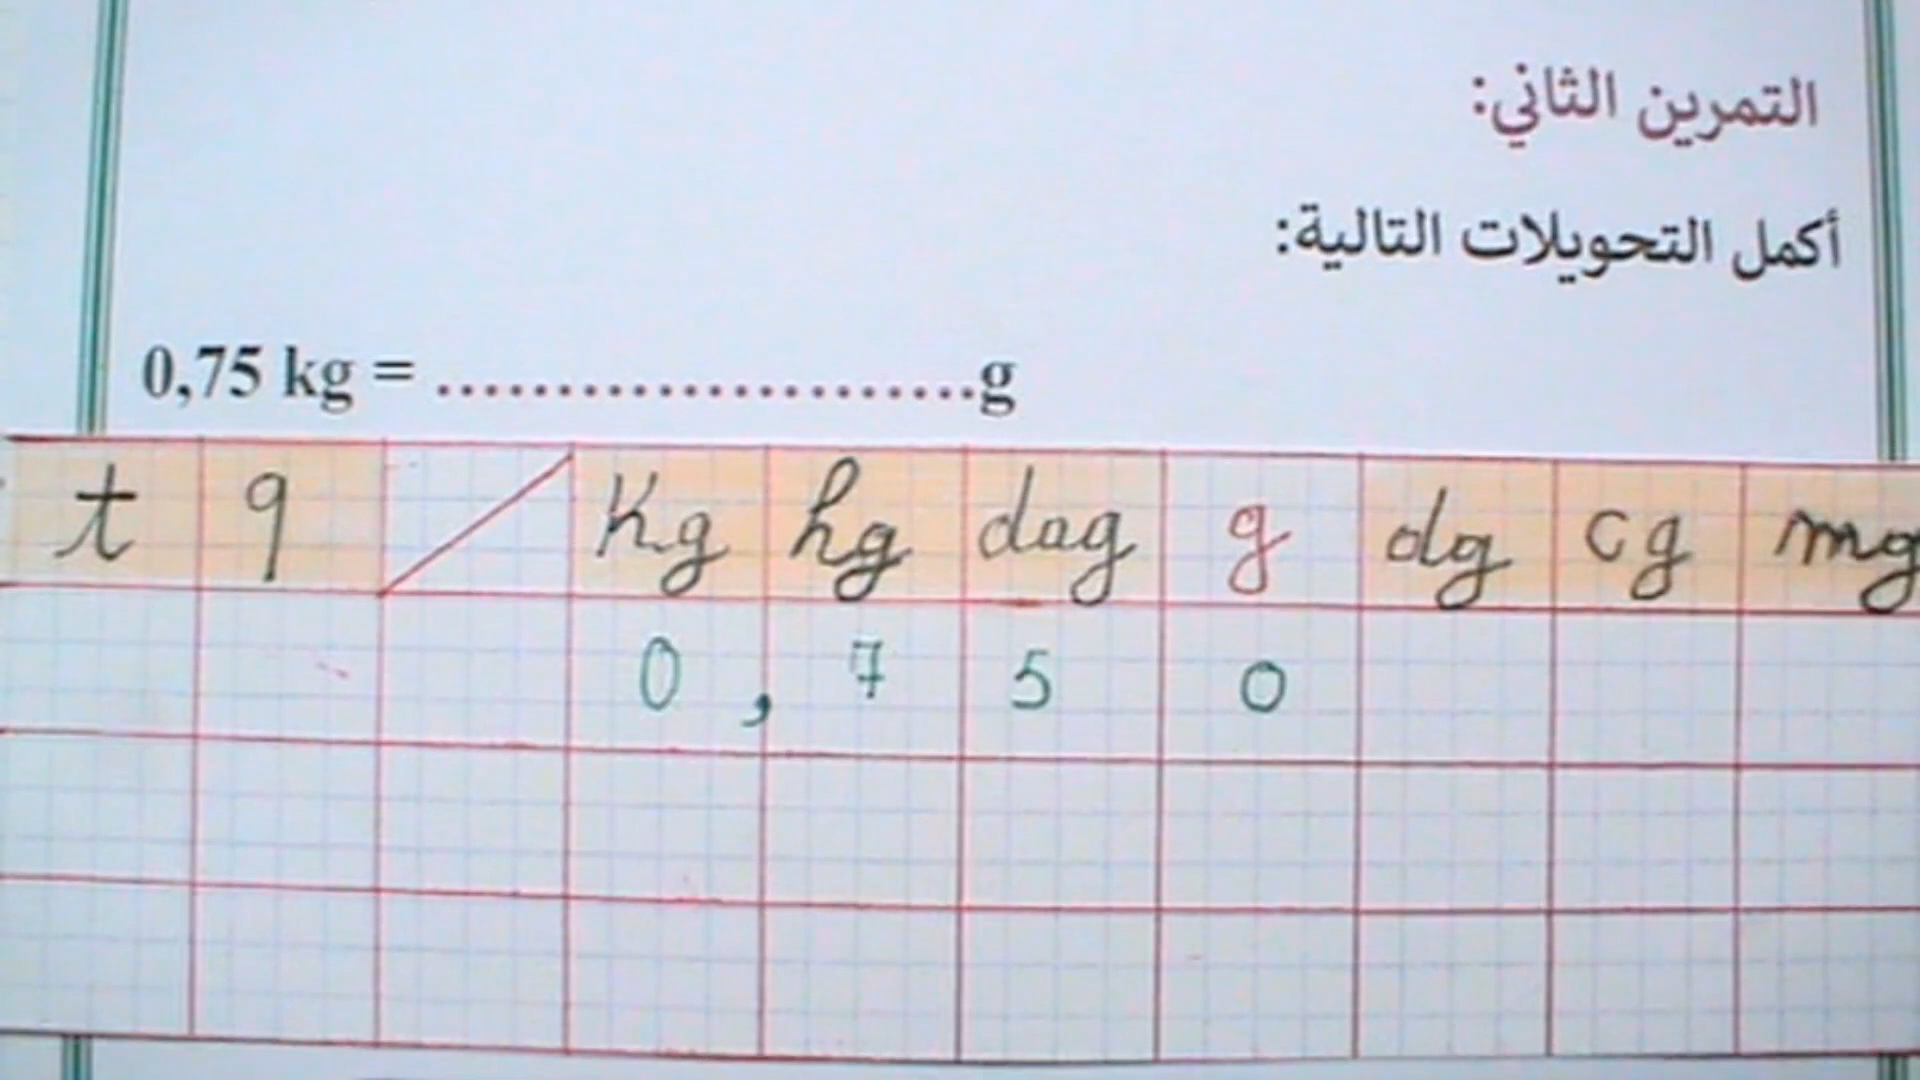 التمرين الثاني:
أكمل التحويلات التالية:
0,75 kg = ......................g
t q Kg hg dag g dg cg mg
0 , 7 5 0